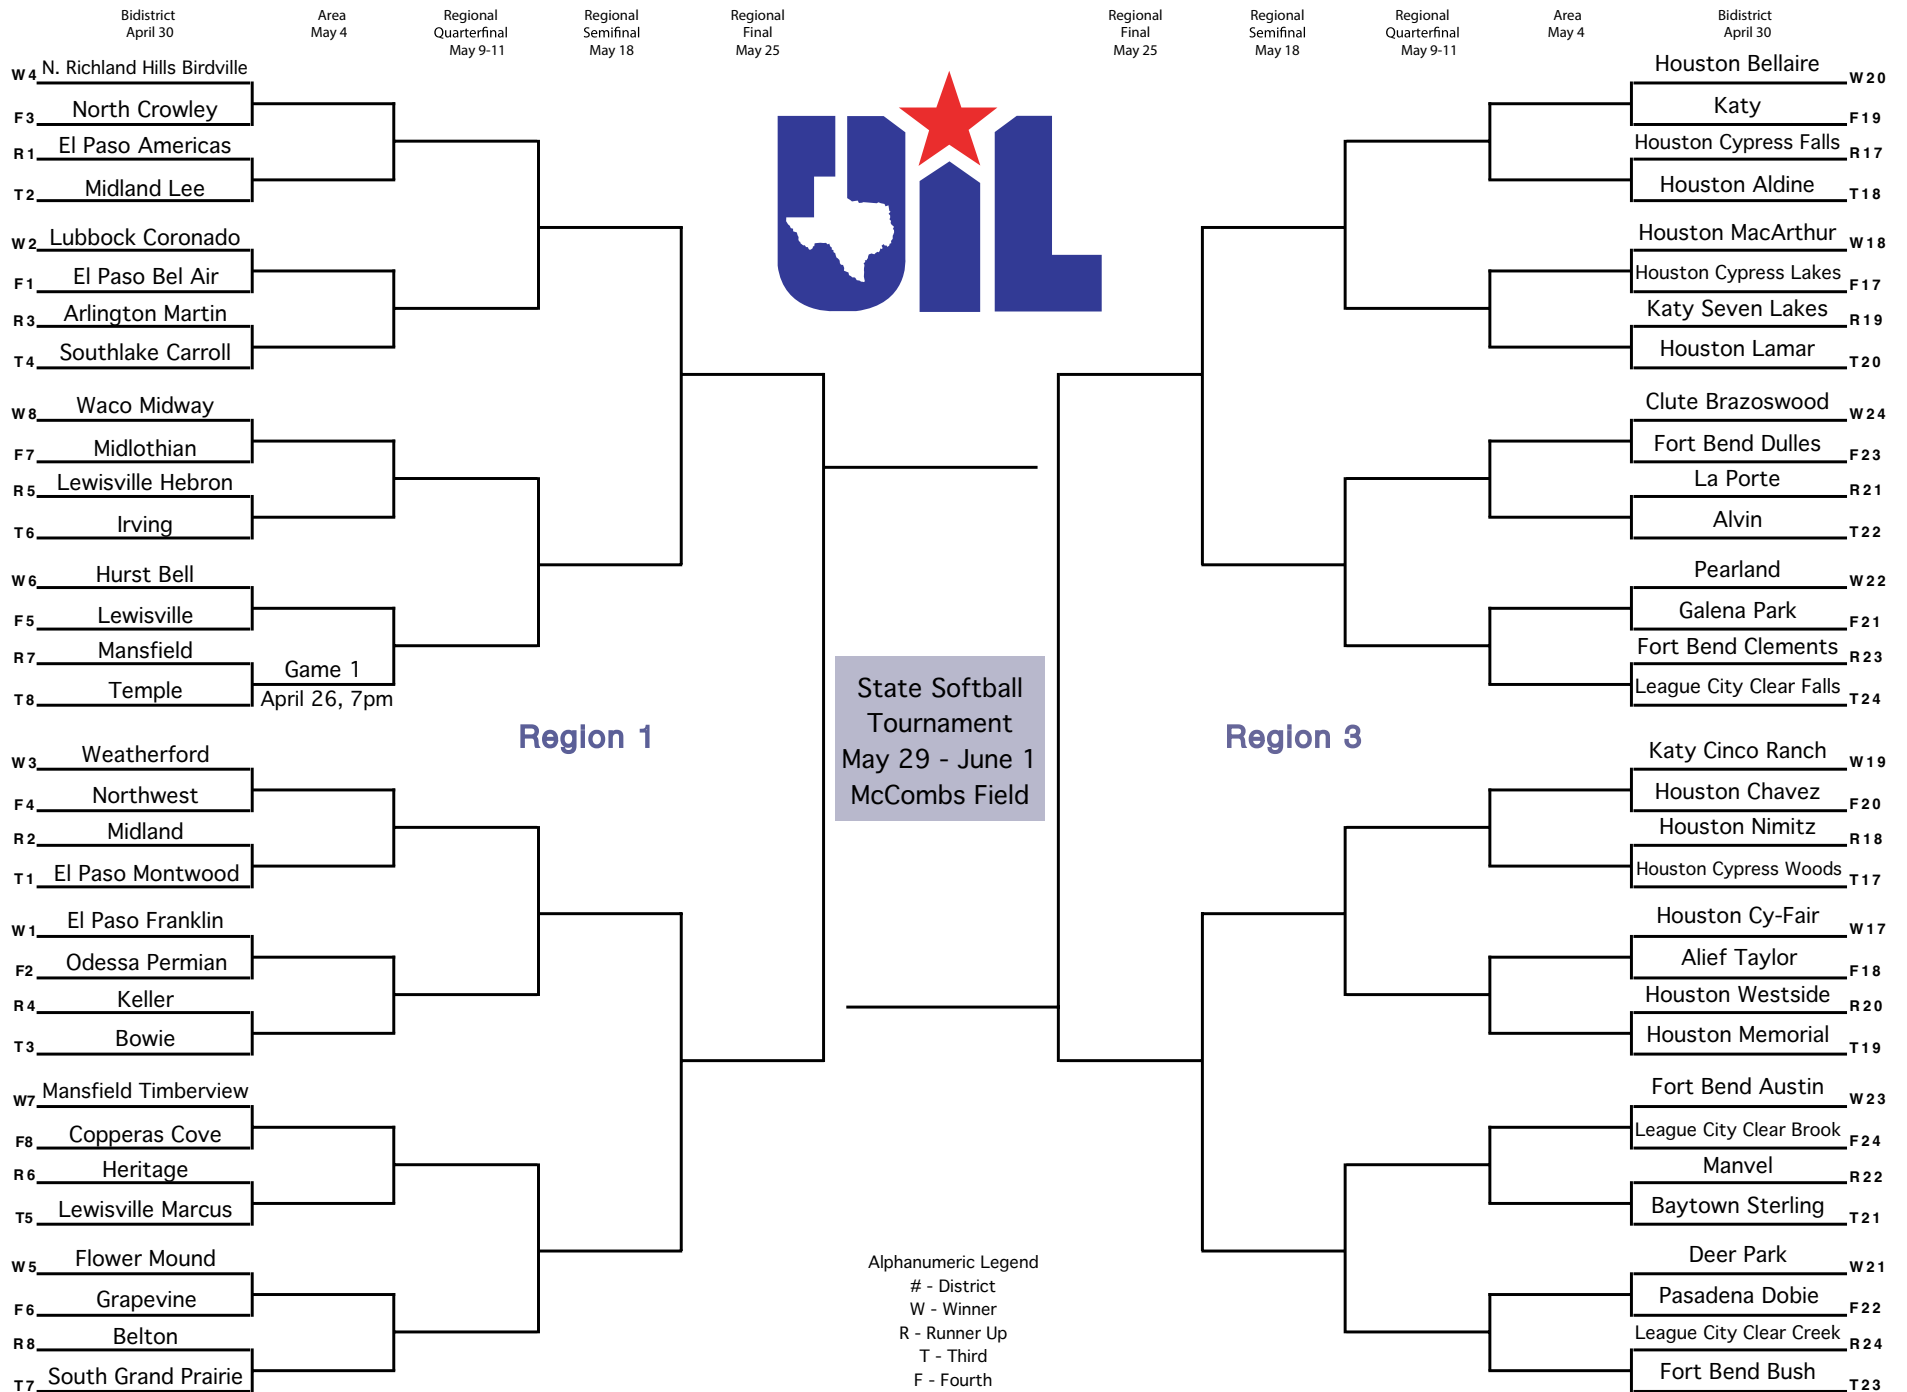 Bidistrict
April 30
Area
May 4
Regional
Quarterfinal
May 9-11
Regional
Semifinal
May 18
Regional
Final
May 25
Regional
Final
May 25
Regional
Semifinal
May 18
Regional
Quarterfinal
May 9-11
Area
May 4
Bidistrict
April 30
UIL
W4 N. Richland Hills Birdville
F3 North Crowley
R1 El Paso Americas
T2 Midland Lee
W2 Lubbock Coronado
F1 El Paso Bel Air
R3 Arlington Martin
T4 Southlake Carroll
W8 Waco Midway
F7 Midlothian
R5 Lewisville Hebron
T6 Irving
W6 Hurst Bell
F5 Lewisville
R7 Mansfield
T8 Temple
Game 1
April 26, 7pm
Region 1
W3 Weatherford
F4 Northwest
R2 Midland
T1 El Paso Montwood
W1 El Paso Franklin
F2 Odessa Permian
R4 Keller
T3 Bowie
W7 Mansfield Timberview
F8 Copperas Cove
R6 Heritage
T5 Lewisville Marcus
W5 Flower Mound
F6 Grapevine
R8 Belton
T7 South Grand Prairie
State Softball
Tournament
May 29 - June 1
McCombs Field
Alphanumeric Legend
# - District
W - Winner
R - Runner Up
T - Third
F - Fourth
Houston Bellaire W20
Katy F19
Houston Cypress Falls R17
Houston Aldine T18
Houston MacArthur W18
Houston Cypress Lakes F17
Katy Seven Lakes R19
Houston Lamar T20
Clute Brazoswood W24
Fort Bend Dulles F23
La Porte R21
Alvin T22
Pearland W22
Galena Park F21
Fort Bend Clements R23
League City Clear Falls T24
Region 3
Katy Cinco Ranch W19
Houston Chavez F20
Houston Nimitz R18
Houston Cypress Woods T17
Houston Cy-Fair W17
Alief Taylor F18
Houston Westside R20
Houston Memorial T19
Fort Bend Austin W23
League City Clear Brook F24
Manvel R22
Baytown Sterling T21
Deer Park W21
Pasadena Dobie F22
League City Clear Creek R24
Fort Bend Bush T23